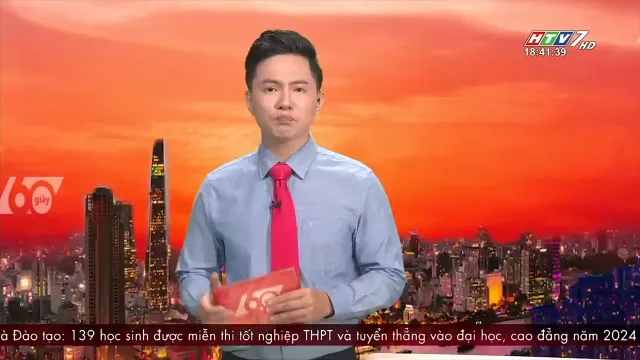 HTV7 HD
18:41:39
60 giây
60
à Đào tạo: 139 học sinh được miễn thi tốt nghiệp THPT và tuyển thẳng vào đại học, cao đẳng năm 2024